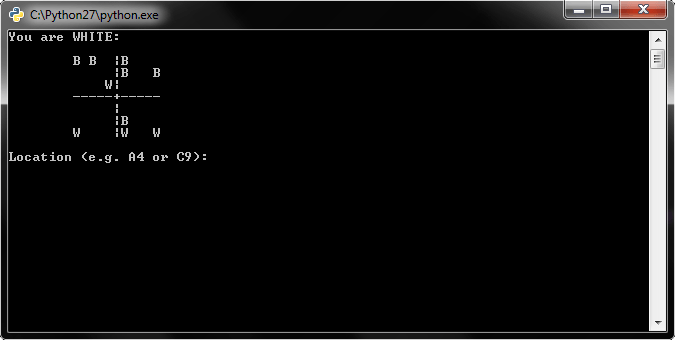 C:\Python27\python.exe
You are WHITE:
        B B  ¦B
             ¦B   B
            W¦
        -----+-----
             ¦
             ¦B
        W    ¦W   W
Location (e.g. A4 or C9):